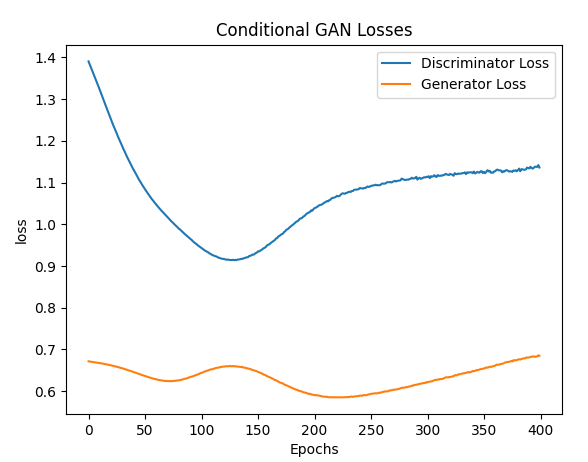 Conditional GAN Losses
Discriminator Loss
Generator Loss
1.4
1.3
1.2
1.1
1.0
0.9
0.8
0.7
0.6
loss
0 50 100 150 200 250 300 350 400
Epochs